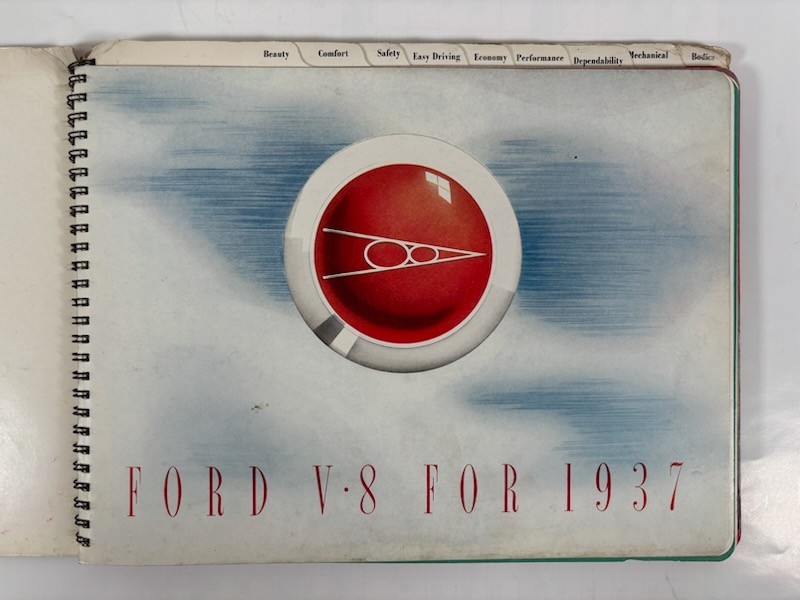 Beauty Comfort Safety Easy Driving Economy Performance Dependability Mechanical Bodies
FORD V·8 FOR 1937